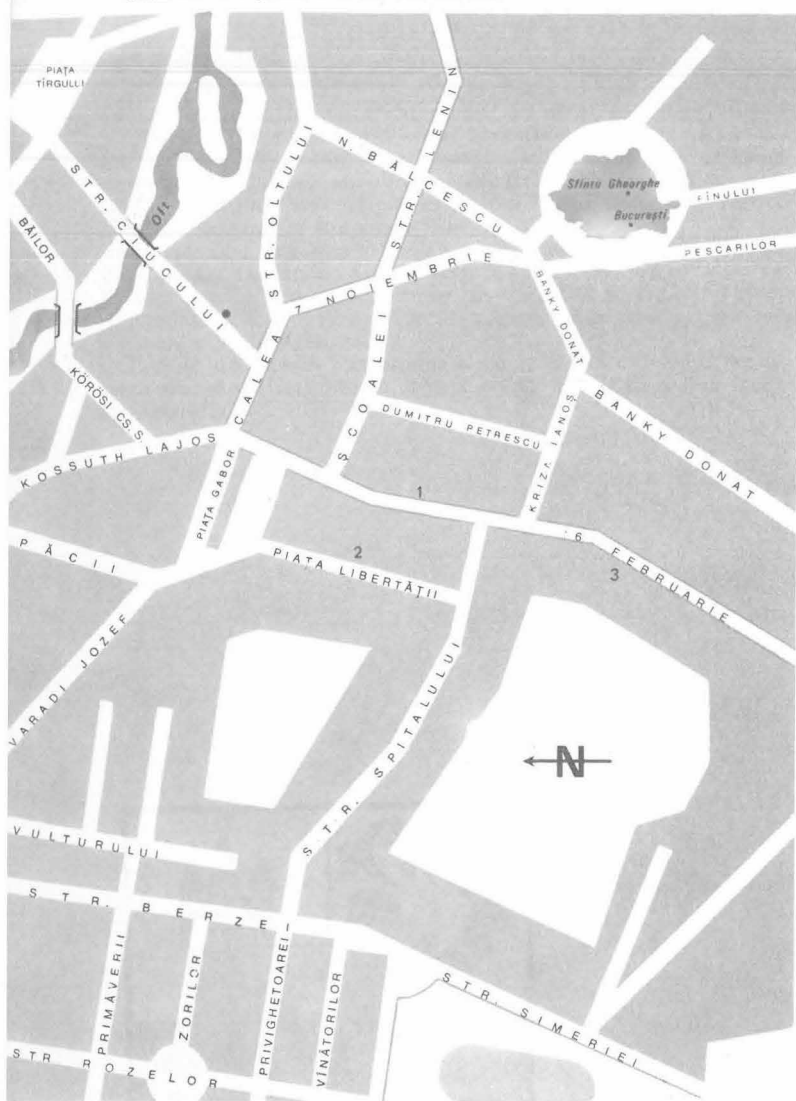 PIAȚA
TÎRGULUI
STR. CIUCULUI
Olt
BĂILOR
KÖRÖSI CS. S.
KOSSUTH LAJOS
STR. OLTULUI
N. BĂLCESCU
STR. LENIN
CALEA 7 NOIEMBRIE
Sfîntu Gheorghe
București
FÎNULUI
PESCARILOR
BANKY DONAT
BANKY DONAT
ȘCOALEI
DUMITRU PETRESCU
KRIZA IANOȘ
PIAȚA GABOR
1
6 FEBRUARIE
2
PIAȚA LIBERTĂȚII
3
PĂCII
VARADI JOZEF
STR. SPITALULUI
N
VULTURULUI
STR. BERZEI
PRIMĂVERII
ZORILOR
PRIVIGHETOAREI
VÎNĂTORILOR
STR. SIMERIEI
STR ROZELOR